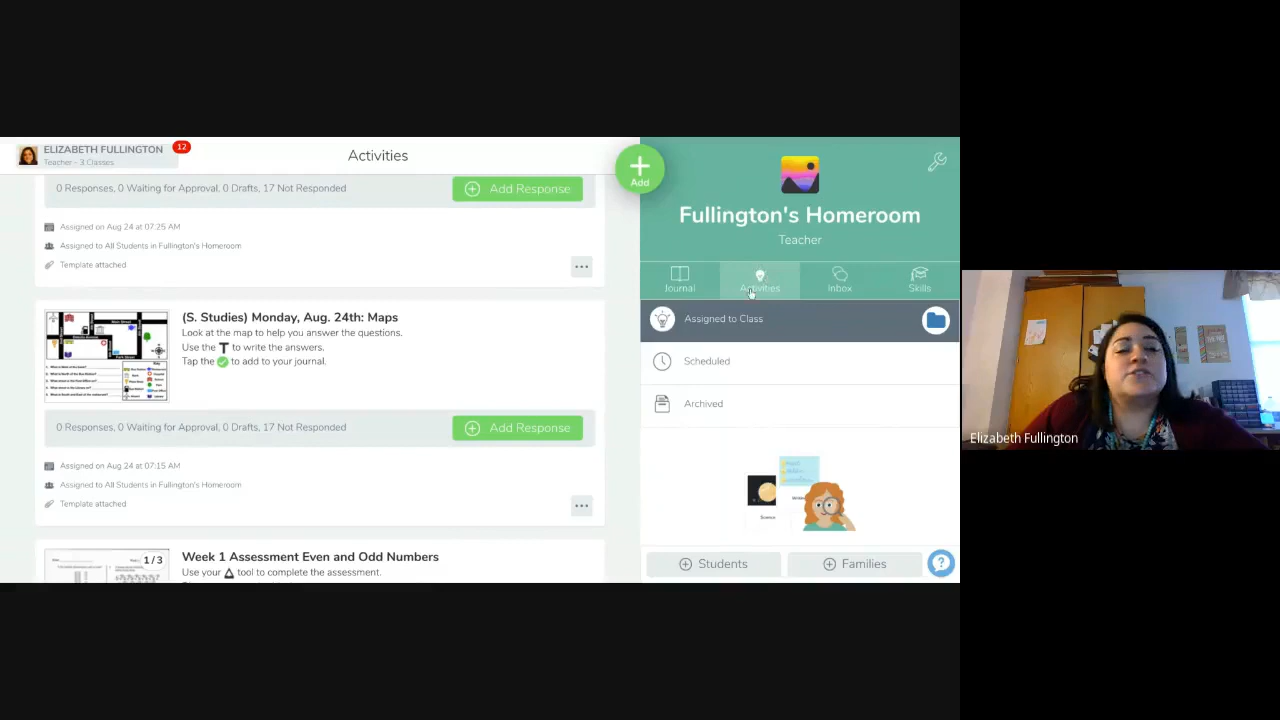 ELIZABETH FULLINGTON
12
Teacher - 3 Classes
Activities
0 Responses, 0 Waiting for Approval, 0 Drafts, 17 Not Responded
Add Response
Assigned on Aug 24 at 07:25 AM
Assigned to All Students in Fullington's Homeroom
Template attached
(S. Studies) Monday, Aug. 24th: Maps
Look at the map to help you answer the questions.
Use the T to write the answers.
Tap the to add to your journal.
0 Responses, 0 Waiting for Approval, 0 Drafts, 17 Not Responded
Add Response
Assigned on Aug 24 at 07:15 AM
Assigned to All Students in Fullington's Homeroom
Template attached
1/3
Week 1 Assessment Even and Odd Numbers
Use your tool to complete the assessment.
Add
Fullington's Homeroom
Teacher
Journal
Activities
Inbox
Skills
Assigned to Class
Scheduled
Archived
Science
Students
Families
?
Elizabeth Fullington